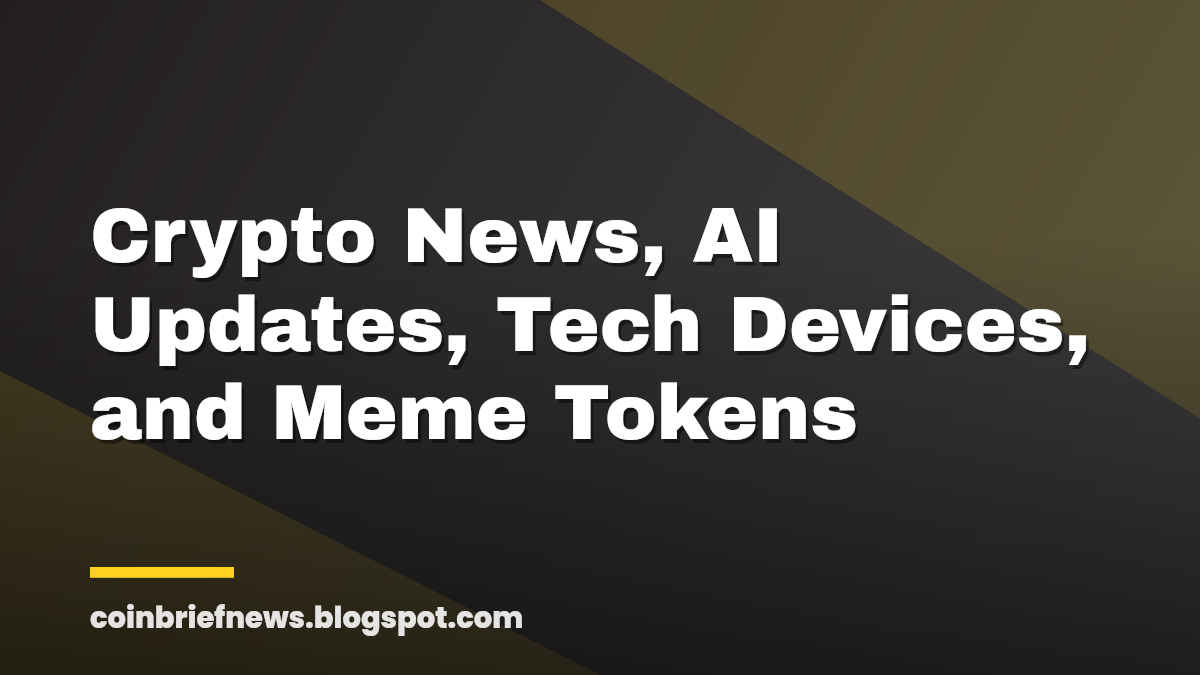 Crypto News, AI
Updates, Tech Devices,
and Meme Tokens
coinbriefnews.blogspot.com